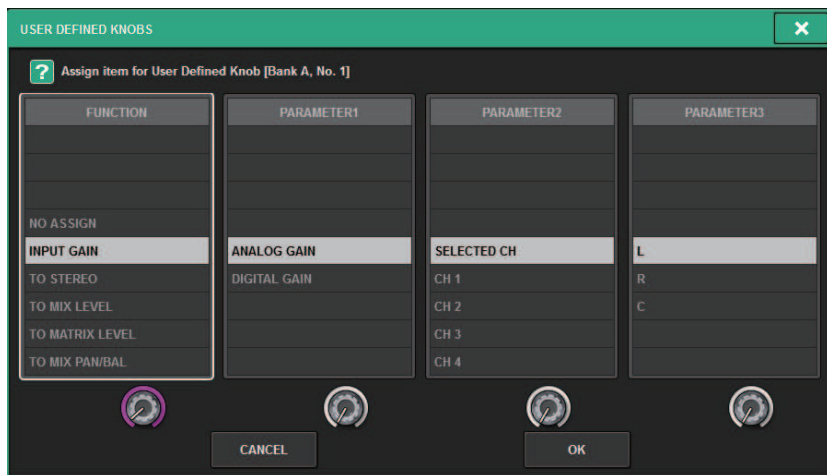 USER DEFINED KNOBS
?
Assign item for User Defined Knob [Bank A, No. 1]
FUNCTION
NO ASSIGN
INPUT GAIN
TO STEREO
TO MIX LEVEL
TO MATRIX LEVEL
TO MIX PAN/BAL
PARAMETER1
ANALOG GAIN
DIGITAL GAIN
PARAMETER2
SELECTED CH
CH 1
CH 2
CH 3
CH 4
PARAMETER3
L
R
C
CANCEL
OK